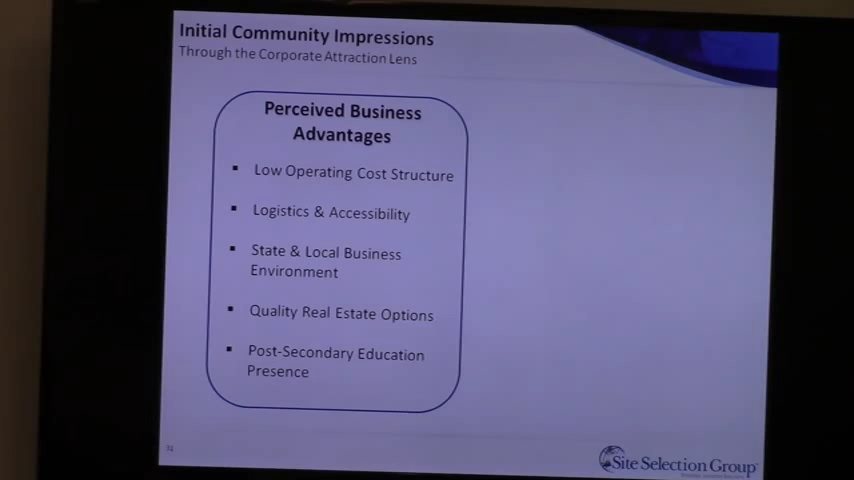 Initial Community Impressions
Through the Corporate Attraction Lens
Perceived Business
Advantages
▪ Low Operating Cost Structure
▪ Logistics & Accessibility
▪ State & Local Business
Environment
▪ Quality Real Estate Options
▪ Post-Secondary Education
Presence
Site Selection Group